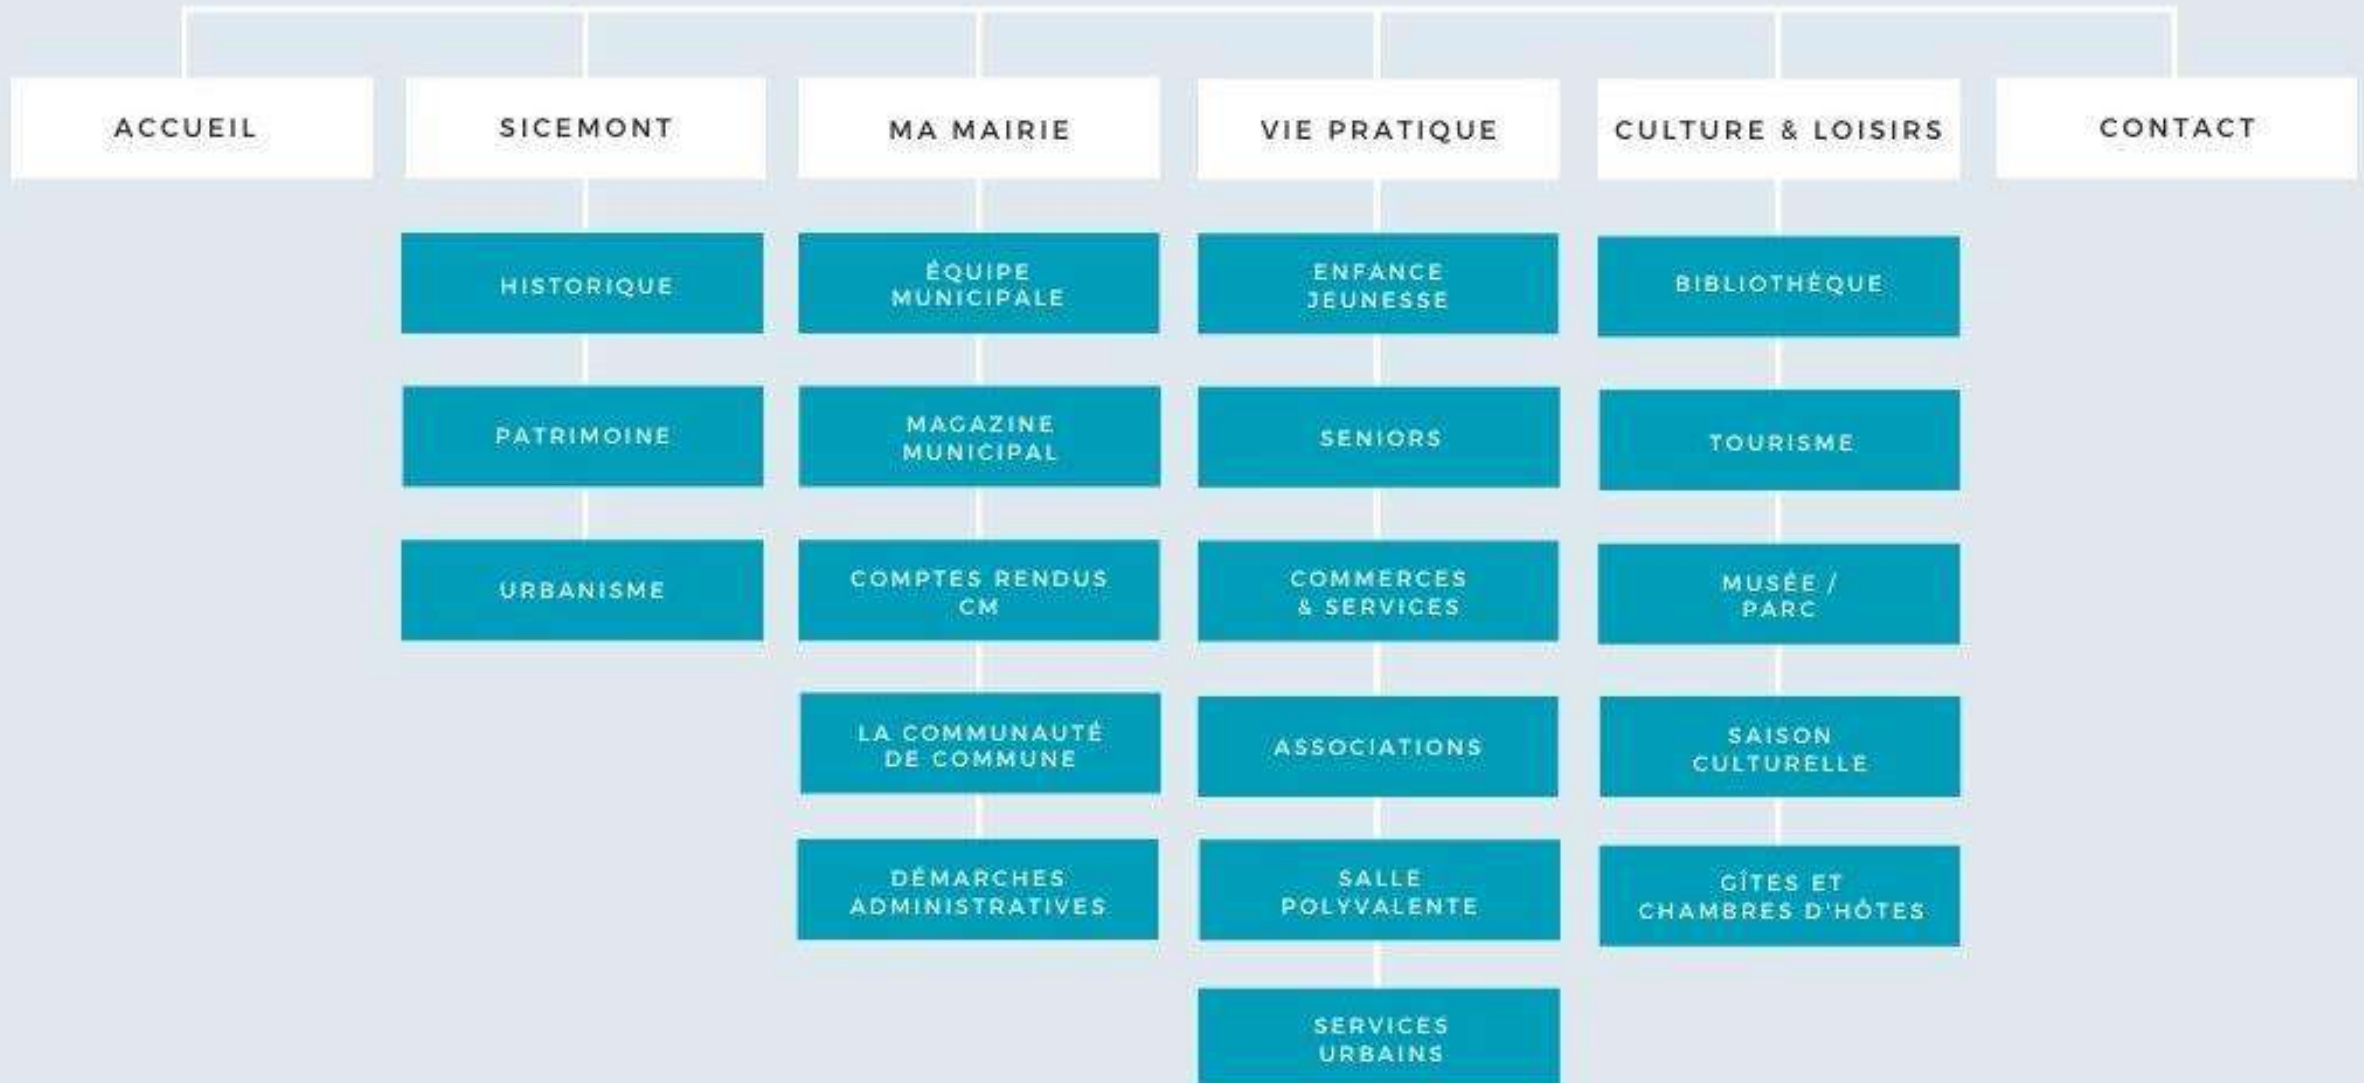 ACCUEIL
SICEMONT
MA MAIRIE
VIE PRATIQUE
CULTURE & LOISIRS
CONTACT
HISTORIQUE
PATRIMOINE
URBANISME
ÉQUIPE
MUNICIPALE
MAGAZINE
MUNICIPAL
COMPTES RENDUS
CM
LA COMMUNAUTÉ
DE COMMUNE
DÉMARCHES
ADMINISTRATIVES
ENFANCE
JEUNESSE
SENIORS
COMMERCES
& SERVICES
ASSOCIATIONS
SALLE
POLYVALENTE
SERVICES
URBAINS
BIBLIOTHÈQUE
TOURISME
MUSÉE /
PARC
SAISON
CULTURELLE
GÎTES ET
CHAMBRES D'HÔTES